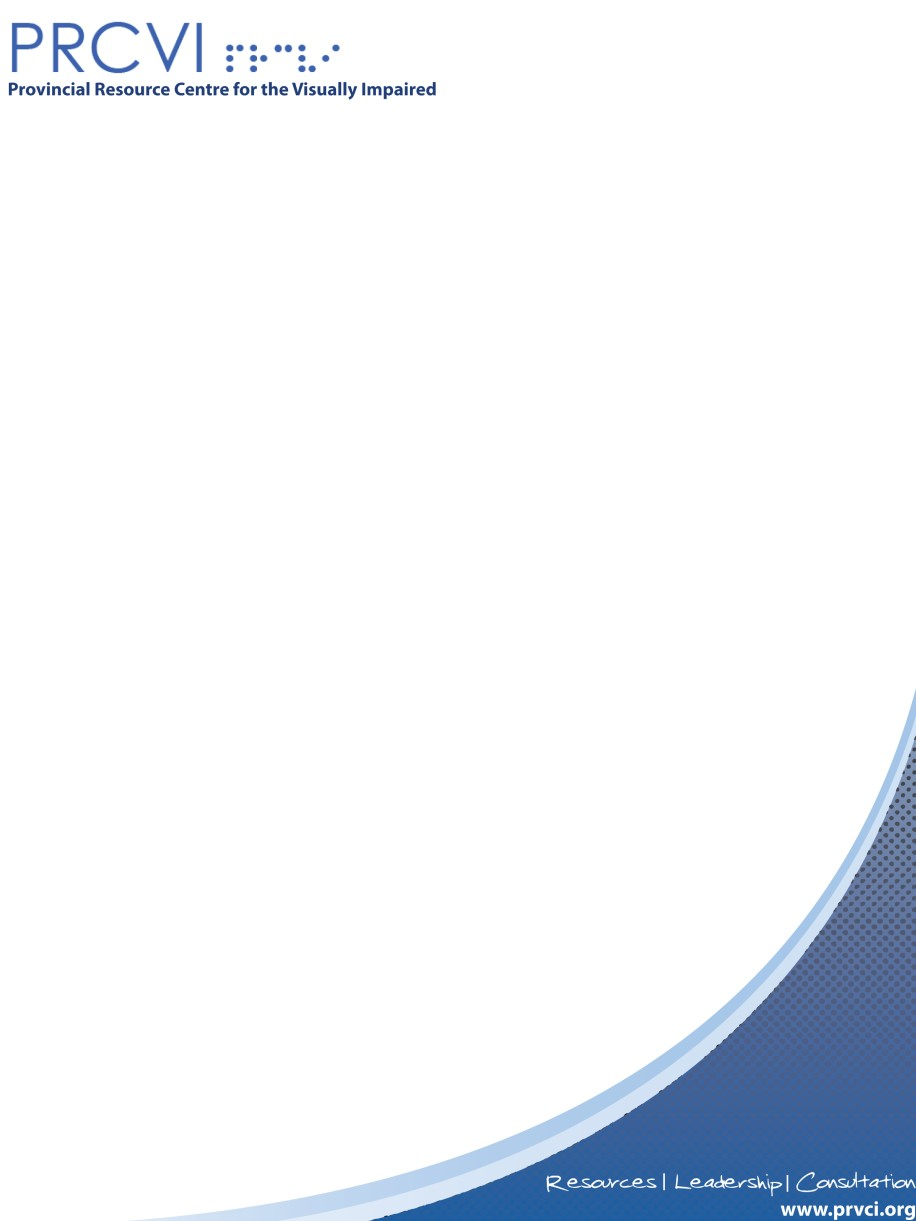 PRCVI ⠏⠗⠉⠧⠊
Provincial Resource Centre for the Visually Impaired
Resources | Leadership | Consultation
www.prvci.org